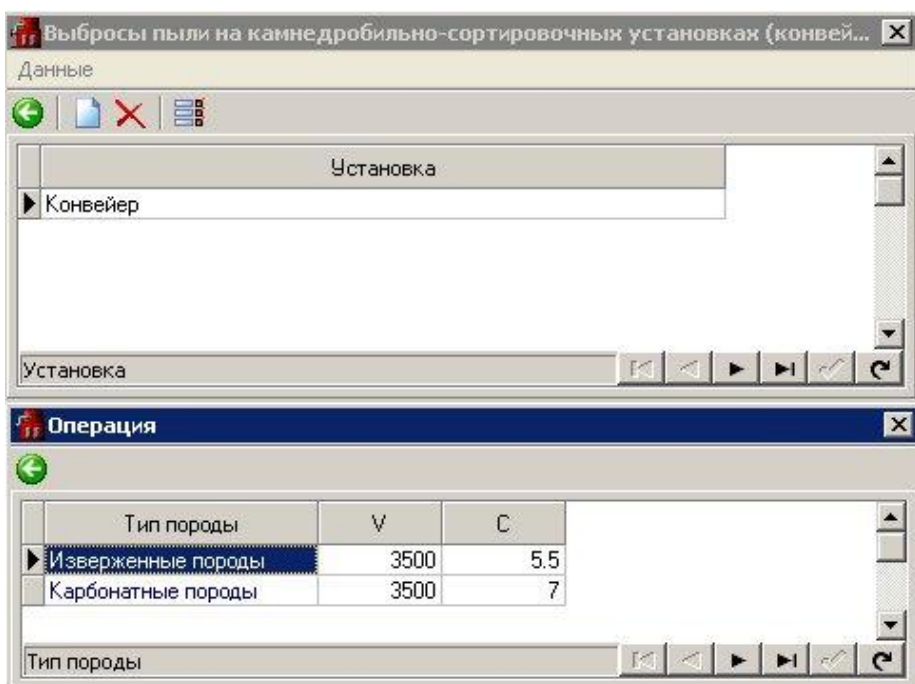 Выбросы пыли на камнедробильно-сортировочных установках (конвей...
Данные
Установка
Конвейер
Установка
Операция
Тип породы V C
Изверженные породы 3500 5.5
Карбонатные породы 3500 7
Тип породы